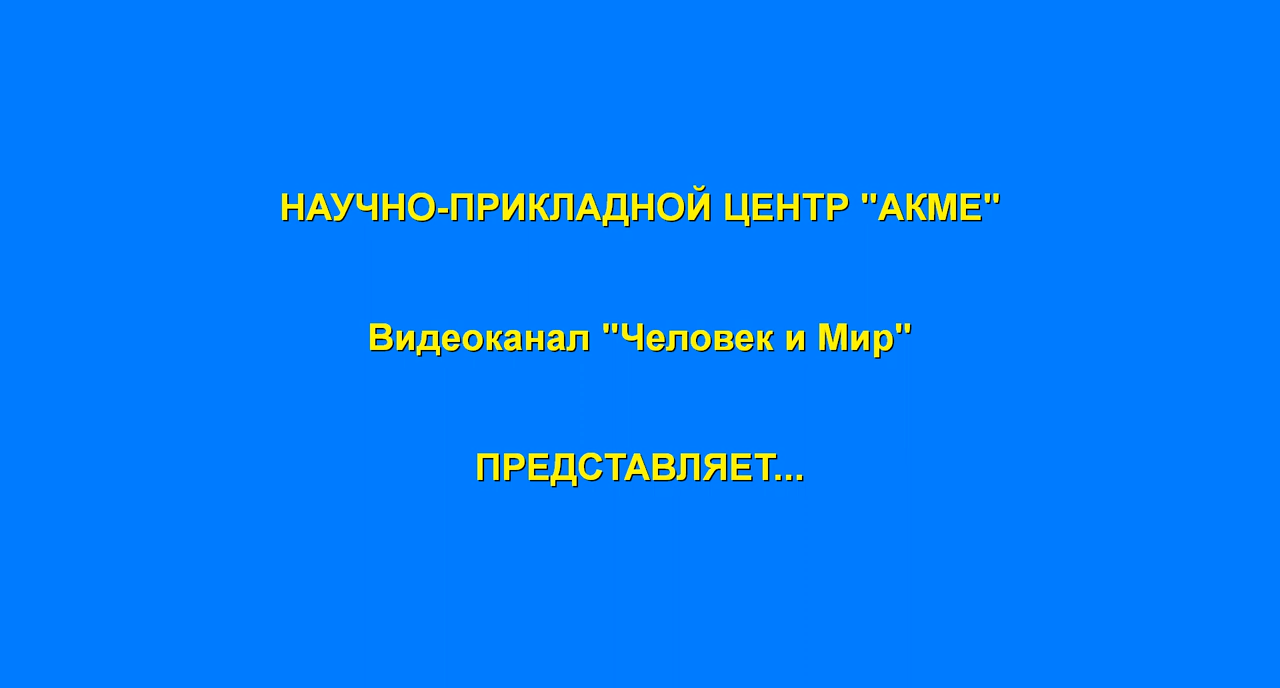 НАУЧНО-ПРИКЛАДНОЙ ЦЕНТР "АКМЕ"
Видеоканал "Человек и Мир"
ПРЕДСТАВЛЯЕТ...